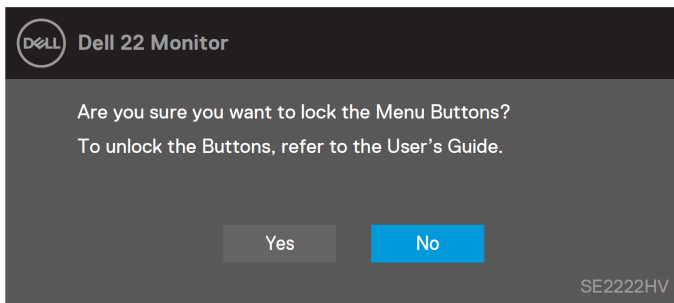 DELL
Dell 22 Monitor
Are you sure you want to lock the Menu Buttons?
To unlock the Buttons, refer to the User’s Guide.
Yes
No
SE2222HV